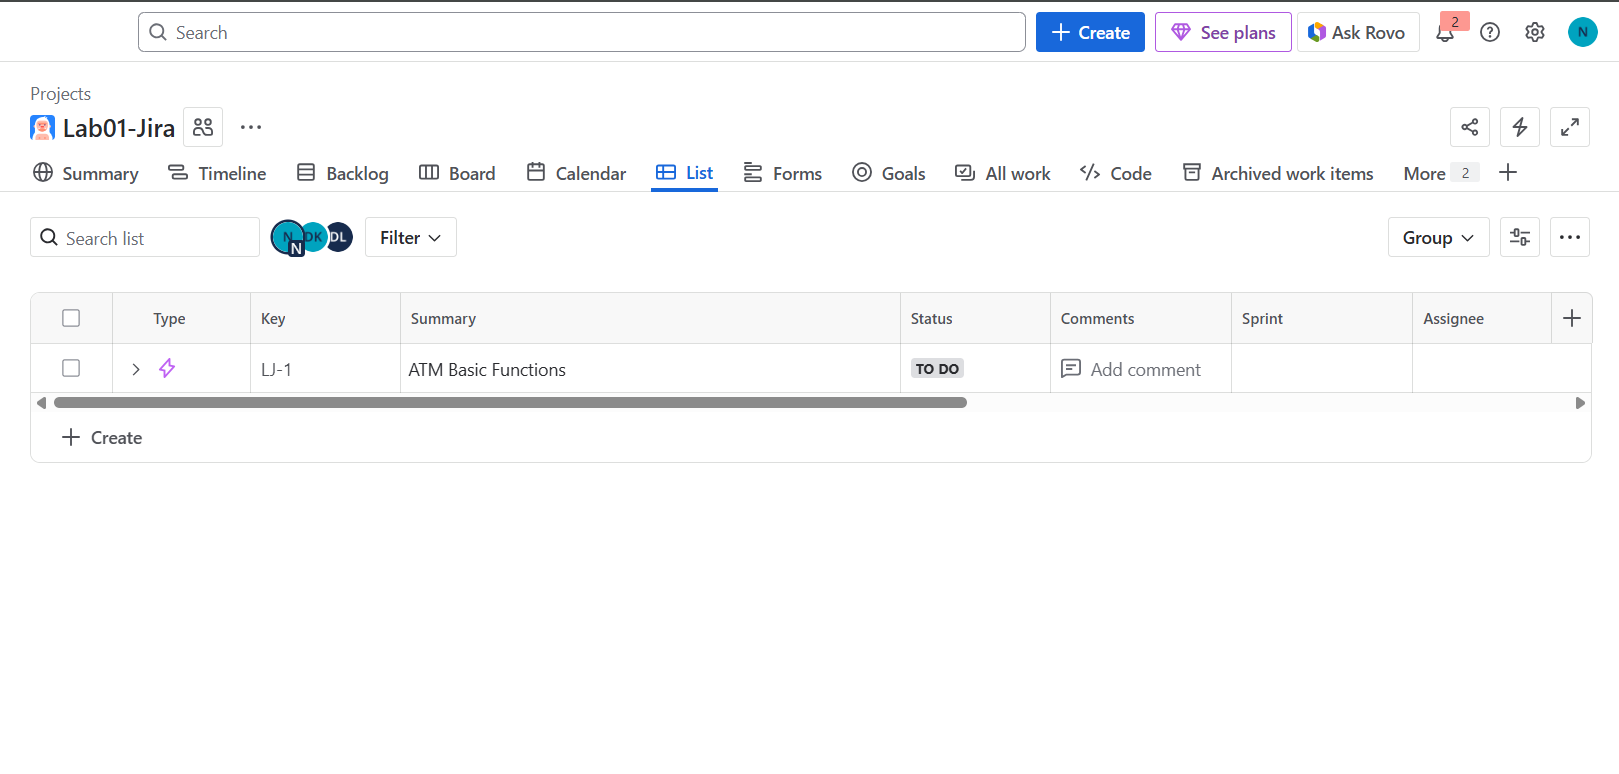 Search
Create
See plans
Ask Rovo
2
N
Projects
Lab01-Jira
Summary
Timeline
Backlog
Board
Calendar
List
Forms
Goals
All work
Code
Archived work items
More 2
Search list
N
N
DK
DL
Filter
Group
Type
Key
Summary
Status
Comments
Sprint
Assignee
LJ-1
ATM Basic Functions
TO DO
Add comment
Create